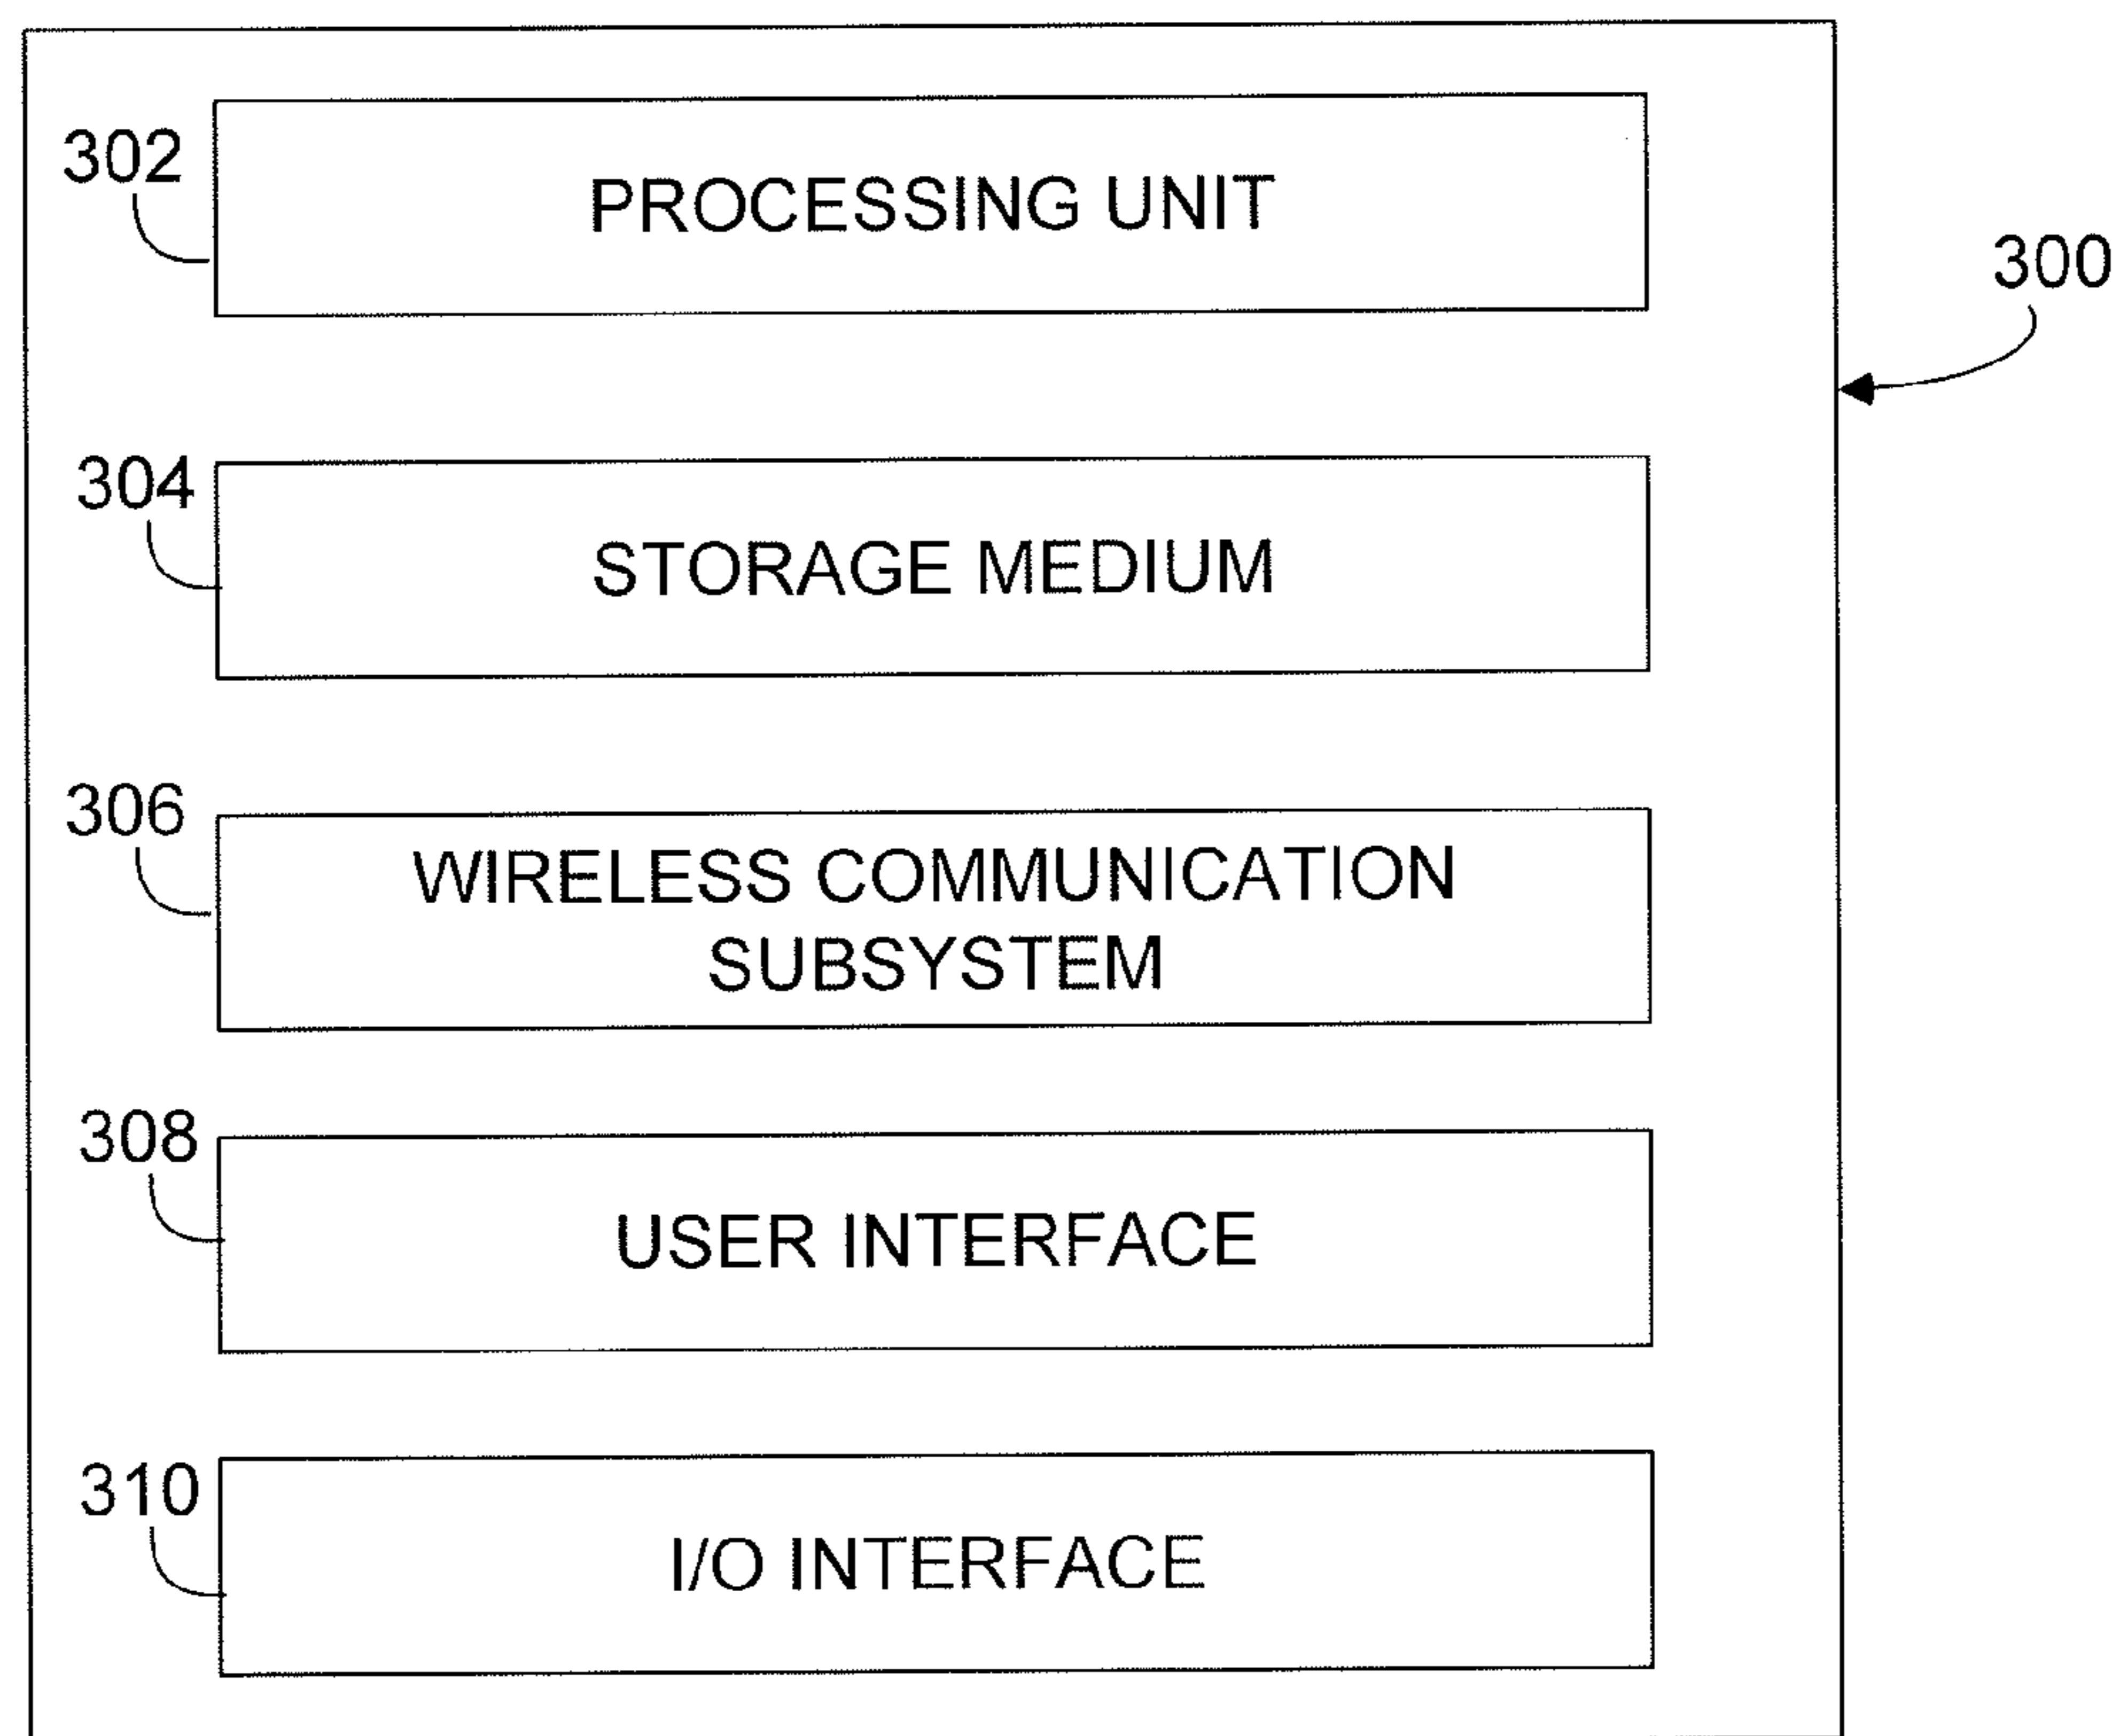 302
PROCESSING UNIT
300
304
STORAGE MEDIUM
306
WIRELESS COMMUNICATION
SUBSYSTEM
308
USER INTERFACE
310
I/O INTERFACE